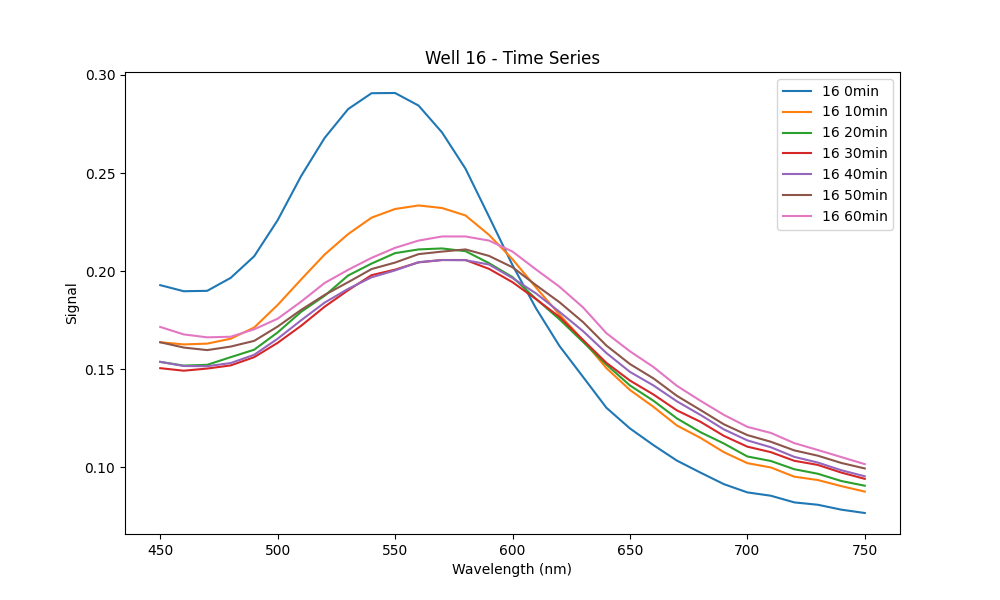 Well 16 - Time Series
16 0min
16 10min
16 20min
16 30min
16 40min
16 50min
16 60min
0.30
0.25
0.20
0.15
0.10
Signal
450 500 550 600 650 700 750
Wavelength (nm)